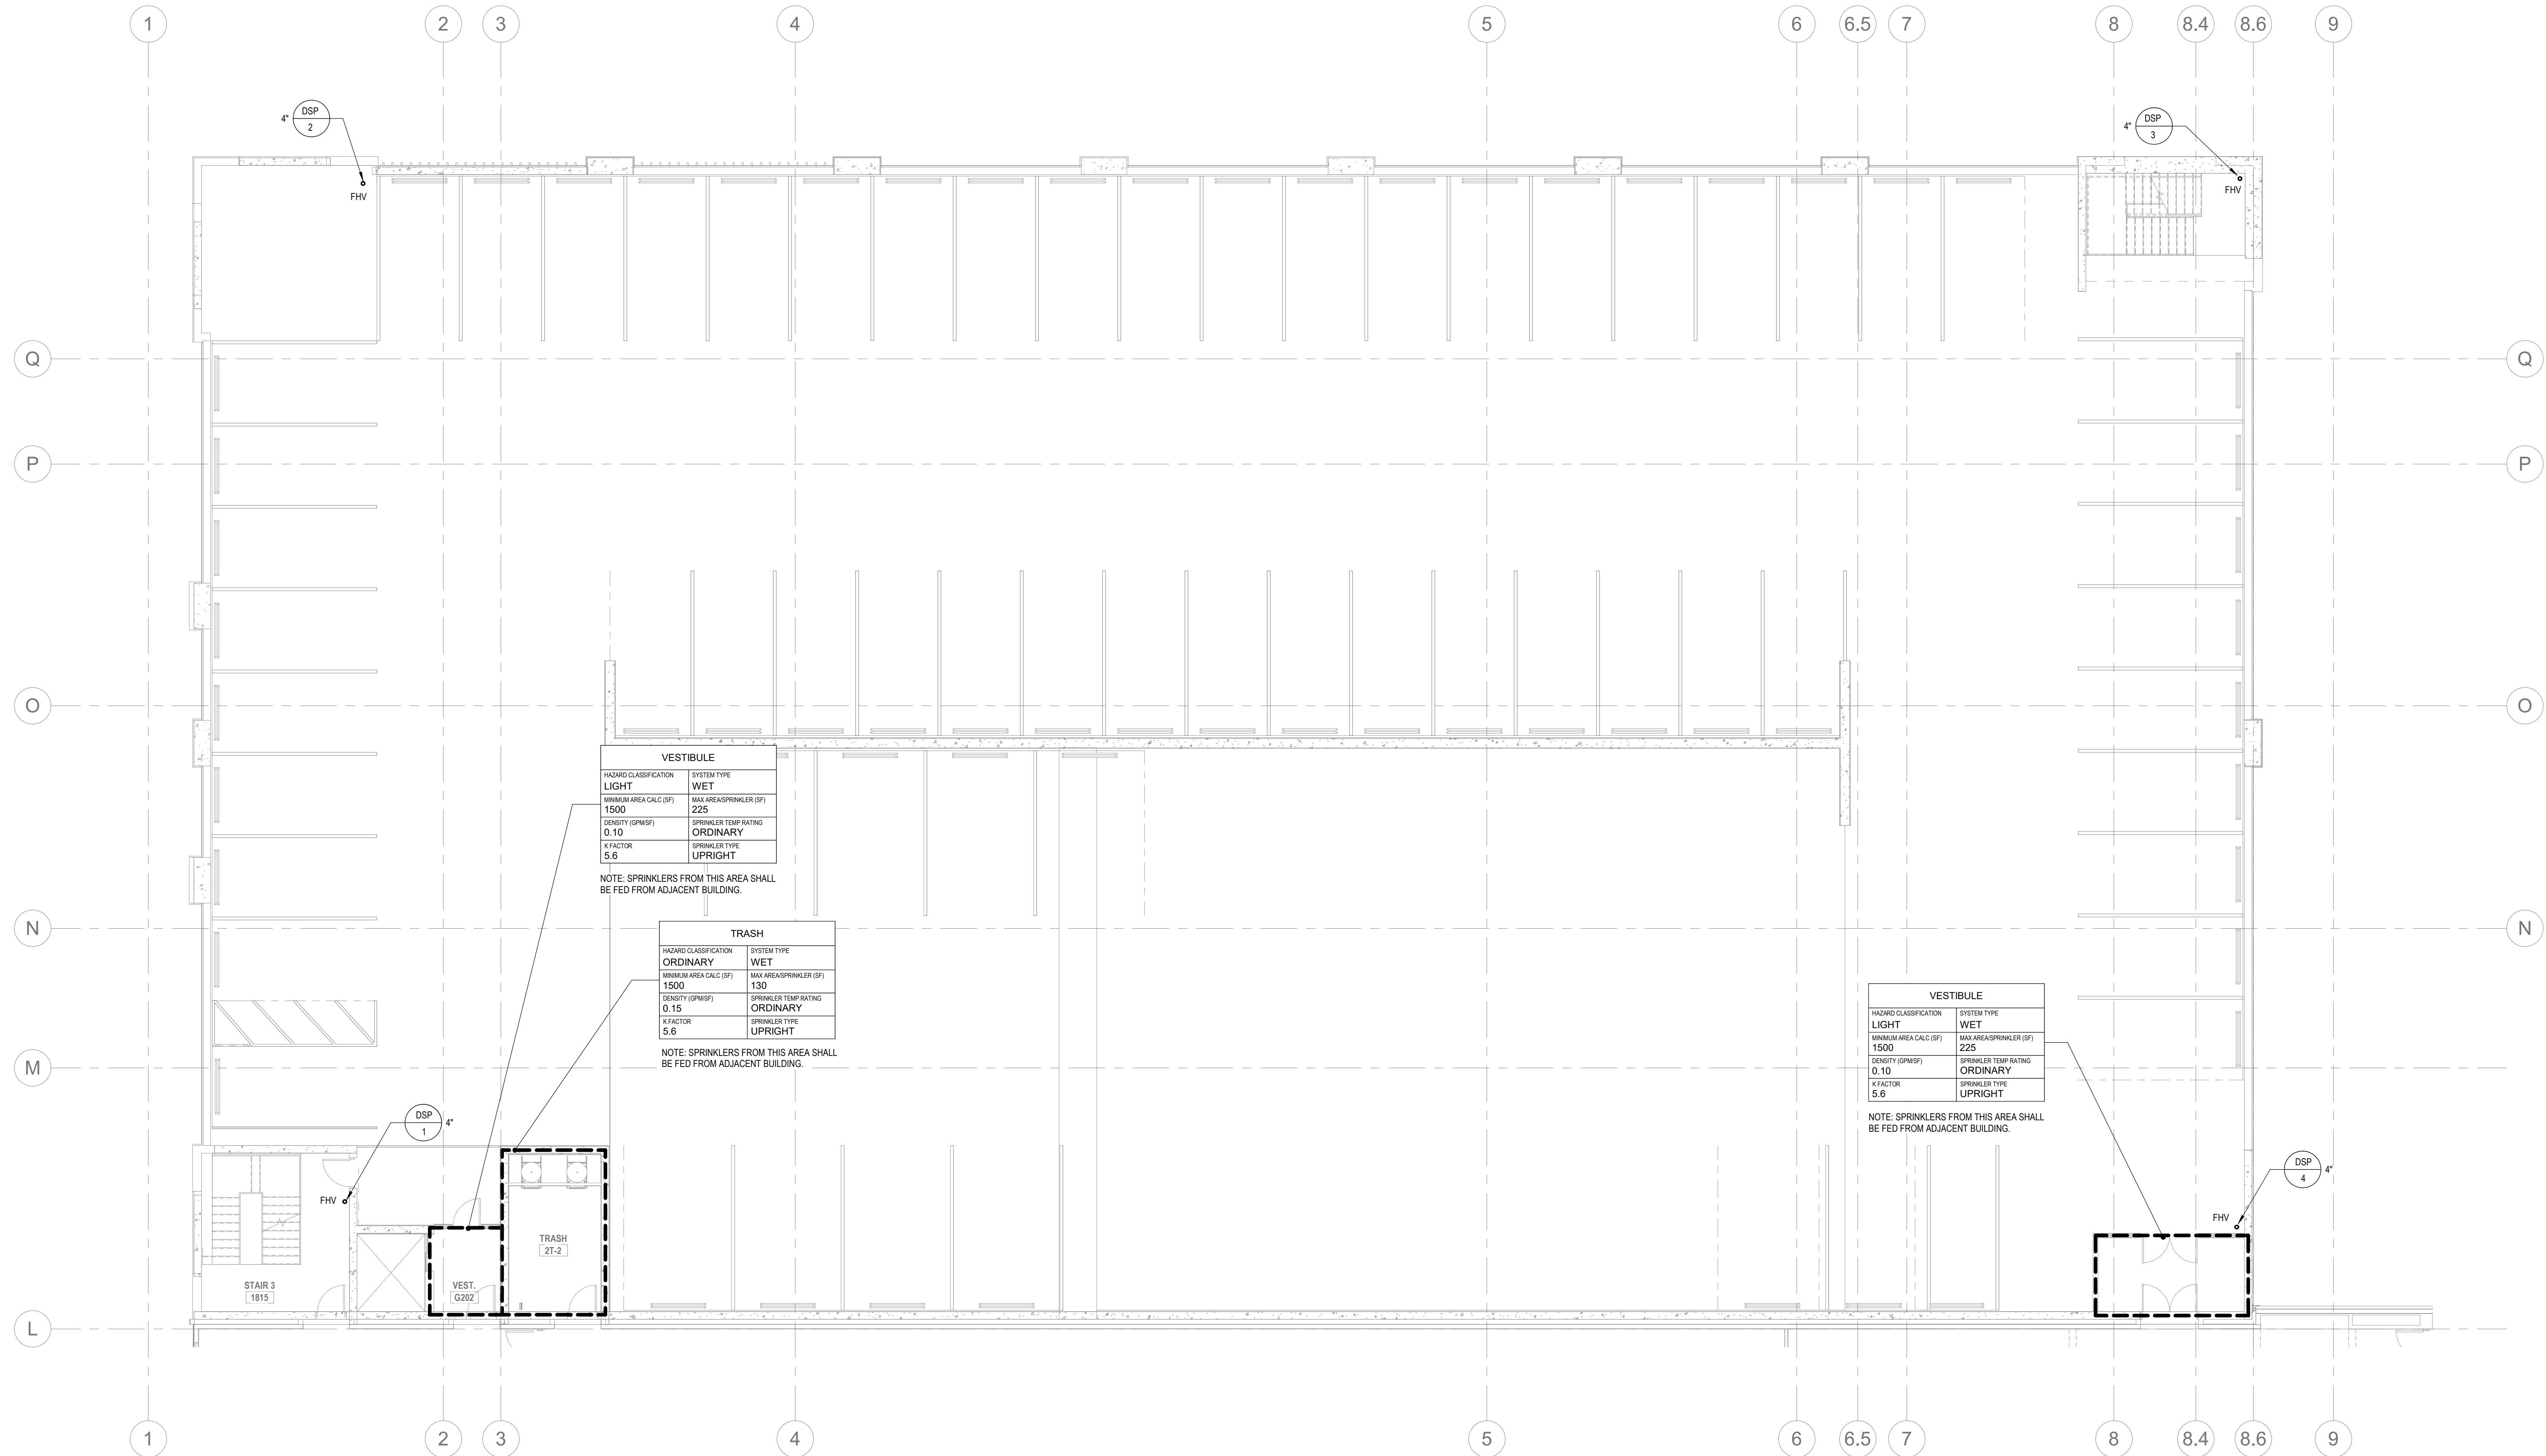 1 2 3 4 5 6 6.5 7 8 8.4 8.6 9
4" DSP
2
FHV
4" DSP
3
FHV
Q Q
P P
O O
VESTIBULE
HAZARD CLASSIFICATION SYSTEM TYPE
LIGHT WET
MINIMUM AREA CALC (SF) MAX AREA/SPRINKLER (SF)
1500 225
DENSITY (GPM/SF) SPRINKLER TEMP RATING
0.10 ORDINARY
K FACTOR SPRINKLER TYPE
5.6 UPRIGHT
NOTE: SPRINKLERS FROM THIS AREA SHALL
BE FED FROM ADJACENT BUILDING.
N N
TRASH
HAZARD CLASSIFICATION SYSTEM TYPE
ORDINARY WET
MINIMUM AREA CALC (SF) MAX AREA/SPRINKLER (SF)
1500 130
DENSITY (GPM/SF) SPRINKLER TEMP RATING
0.15 ORDINARY
K FACTOR SPRINKLER TYPE
5.6 UPRIGHT
NOTE: SPRINKLERS FROM THIS AREA SHALL
BE FED FROM ADJACENT BUILDING.
VESTIBULE
HAZARD CLASSIFICATION SYSTEM TYPE
LIGHT WET
MINIMUM AREA CALC (SF) MAX AREA/SPRINKLER (SF)
1500 225
DENSITY (GPM/SF) SPRINKLER TEMP RATING
0.10 ORDINARY
K FACTOR SPRINKLER TYPE
5.6 UPRIGHT
NOTE: SPRINKLERS FROM THIS AREA SHALL
BE FED FROM ADJACENT BUILDING.
M
DSP 4"
1
FHV
DSP 4"
4
FHV
TRASH
2T-2
STAIR 3
1815
VEST.
G202
L
1 2 3 4 5 6 6.5 7 8 8.4 8.6 9